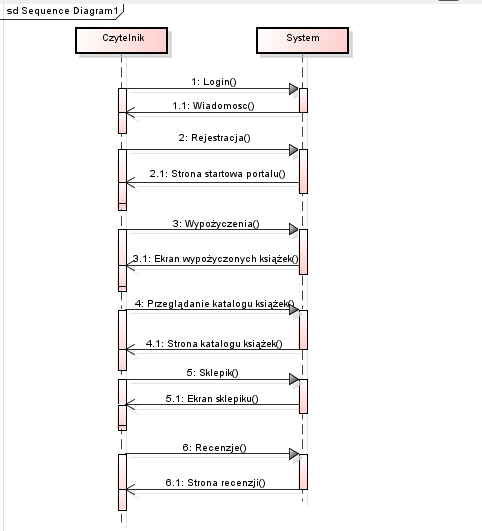 sd Sequence Diagram1
Czytelnik
System
1: Login()
1.1: Wiadomosc()
2: Rejestracja()
2.1: Strona startowa portalu()
3: Wypożyczenia()
3.1: Ekran wypożyczonych książek()
4: Przeglądanie katalogu książek()
4.1: Strona katalogu książek()
5: Sklepik()
5.1: Ekran sklepiku()
6: Recenzje()
6.1: Strona recenzji()